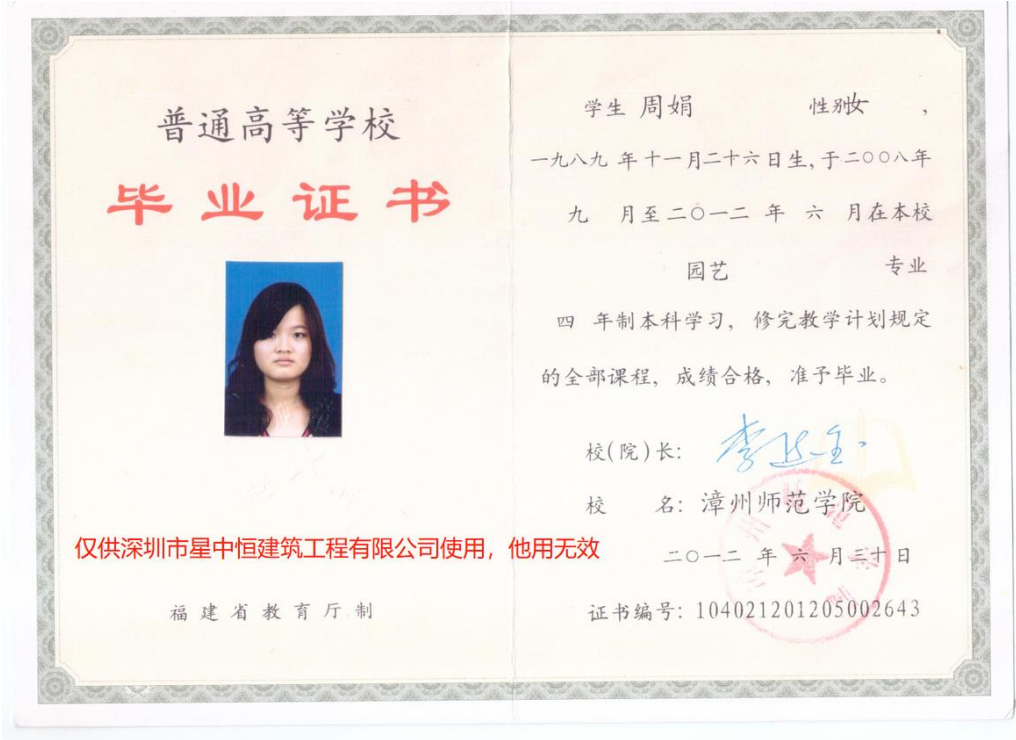 普通高等学校
毕业证书
仅供深圳市星中恒建筑工程有限公司使用，他用无效
福建省教育厅制
学生 周娟 性别女，
一九八九 年十一月二十六日生，于二〇〇八年
九 月至二〇一二 年 六 月在本校
园艺 专业
四 年制本科学习，修完教学计划规定
的全部课程，成绩合格，准予毕业。
校（院）长：
校 名：漳州师范学院
二〇一二 年 六 月三十日
证书编号：104021201205002643